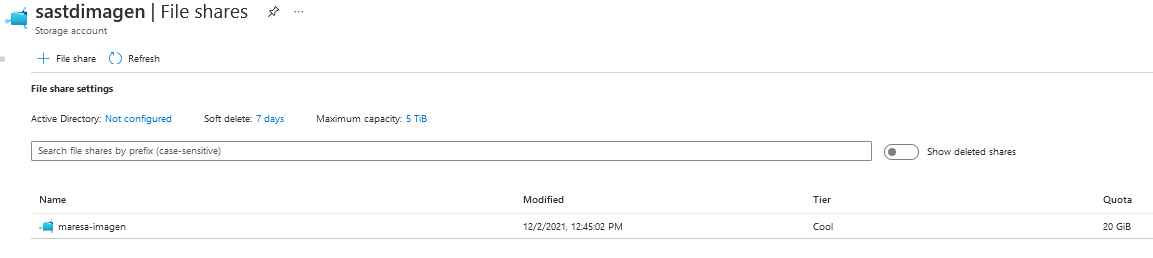 sastdimagen | File shares
Storage account
File share Refresh
File share settings
Active Directory: Not configured Soft delete: 7 days Maximum capacity: 5 TiB
Search file shares by prefix (case-sensitive) Show deleted shares
Name Modified Tier Quota
maresa-imagen 12/2/2021, 12:45:02 PM Cool 20 GiB